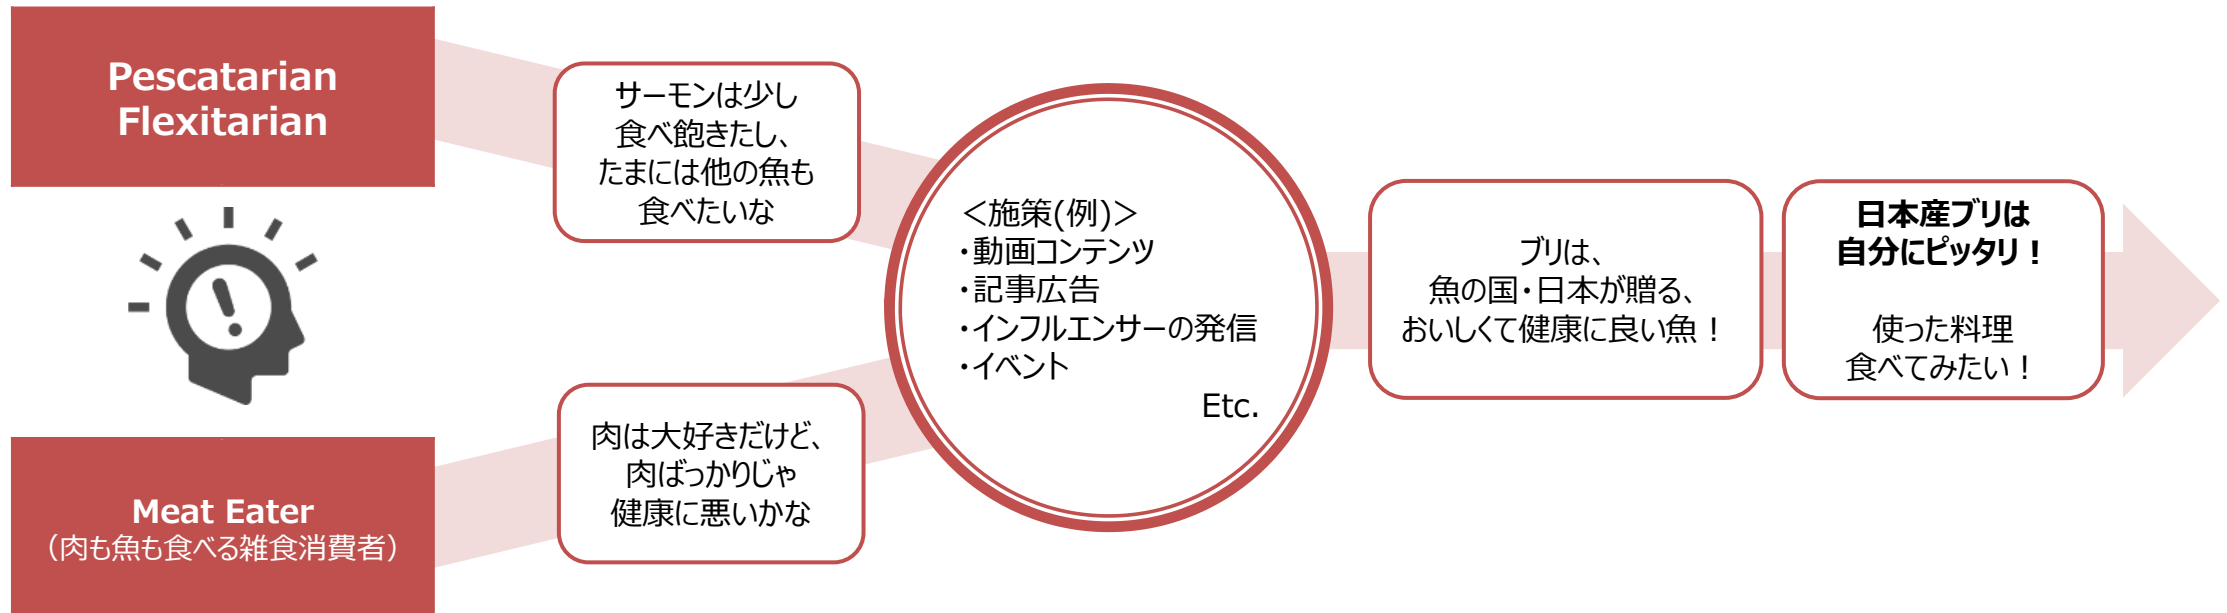 Pescatarian
Flexitarian
サーモンは少し
食べ飽きたし、
たまには他の魚も
食べたいな
Meat Eater
（肉も魚も食べる雑食消費者）
肉は大好きだけど、
肉ばっかりじゃ
健康に悪いかな
＜施策(例)＞
・動画コンテンツ
・記事広告
・インフルエンサーの発信
・イベント
Etc.
ブリは、
魚の国・日本が贈る、
おいしくて健康に良い魚！
日本産ブリは
自分にピッタリ！
使った料理
食べてみたい！